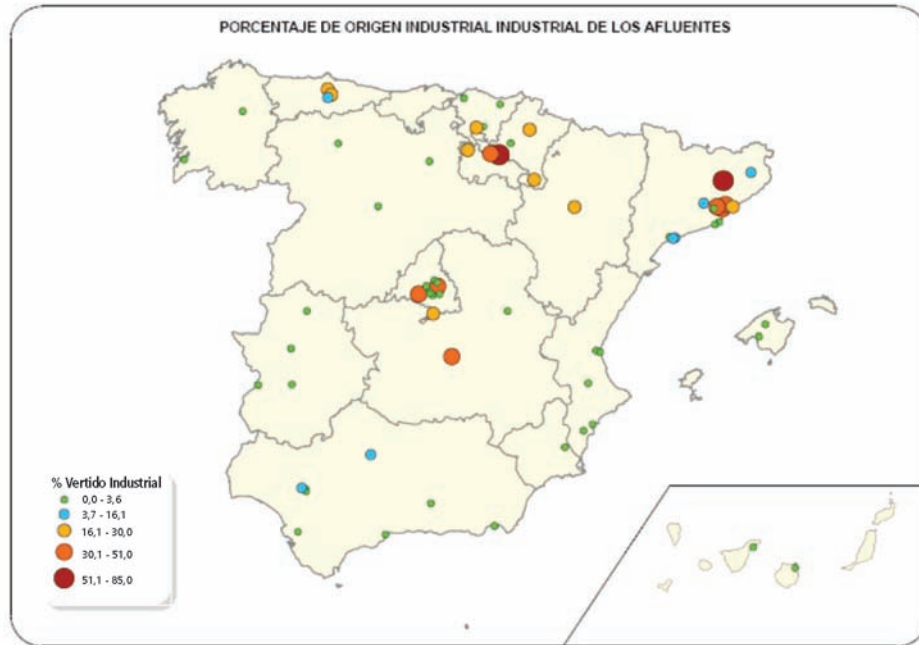 PORCENTAJE DE ORIGEN INDUSTRIAL INDUSTRIAL DE LOS AFLUENTES
% Vertido Industrial
0,0 - 3,6
3,7 - 16,1
16,1 - 30,0
30,1 - 51,0
51,1 - 85,0